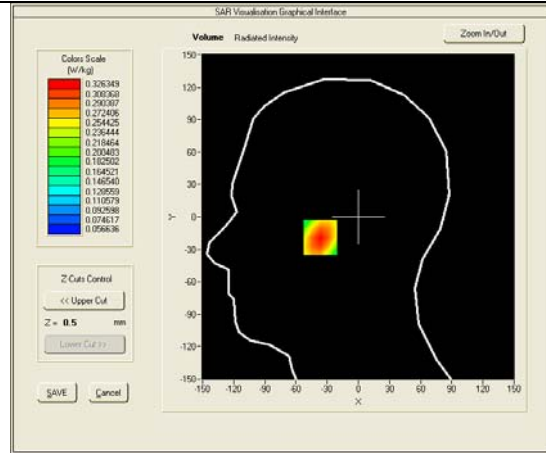 SAR Visualisation Graphical Interface
Volume Radiated Intensity
Zoom In/Out
Colors Scale
(W/kg)
0.326349
0.308368
0.290387
0.272406
0.254425
0.236444
0.218464
0.200483
0.182502
0.164521
0.146540
0.128559
0.110579
0.092598
0.074617
0.056636
150
120
90
60
30
0
-30
-60
-90
-120
-150
Y
-150 -120 -90 -60 -30 0 30 60 90 120 150
X
Z Cuts Control
<< Upper Cut
Z = 0.5 mm
Lower Cut >>
SAVE Cancel